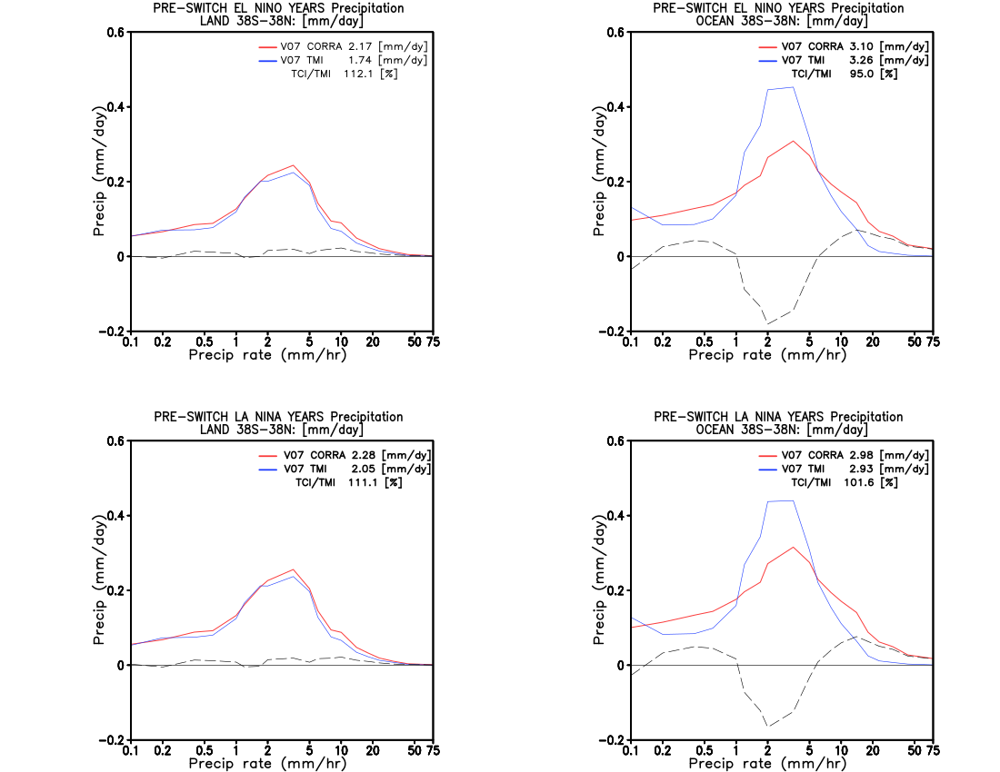 PRE-SWITCH EL NINO YEARS Precipitation
LAND 38S-38N: [mm/day]
V07 CORRA 2.17 [mm/dy]
V07 TMI 1.74 [mm/dy]
TCI/TMI 112.1 [%]
0.6
0.4
0.2
0
-0.2
Precip (mm/day)
0.1 0.2 0.5 1 2 5 10 20 50 75
Precip rate (mm/hr)
PRE-SWITCH EL NINO YEARS Precipitation
OCEAN 38S-38N: [mm/day]
V07 CORRA 3.10 [mm/dy]
V07 TMI 3.26 [mm/dy]
TCI/TMI 95.0 [%]
0.6
0.4
0.2
0
-0.2
Precip (mm/day)
0.1 0.2 0.5 1 2 5 10 20 50 75
Precip rate (mm/hr)
PRE-SWITCH LA NINA YEARS Precipitation
LAND 38S-38N: [mm/day]
V07 CORRA 2.28 [mm/dy]
V07 TMI 2.05 [mm/dy]
TCI/TMI 111.1 [%]
0.6
0.4
0.2
0
-0.2
Precip (mm/day)
0.1 0.2 0.5 1 2 5 10 20 50 75
Precip rate (mm/hr)
PRE-SWITCH LA NINA YEARS Precipitation
OCEAN 38S-38N: [mm/day]
V07 CORRA 2.98 [mm/dy]
V07 TMI 2.93 [mm/dy]
TCI/TMI 101.6 [%]
0.6
0.4
0.2
0
-0.2
Precip (mm/day)
0.1 0.2 0.5 1 2 5 10 20 50 75
Precip rate (mm/hr)